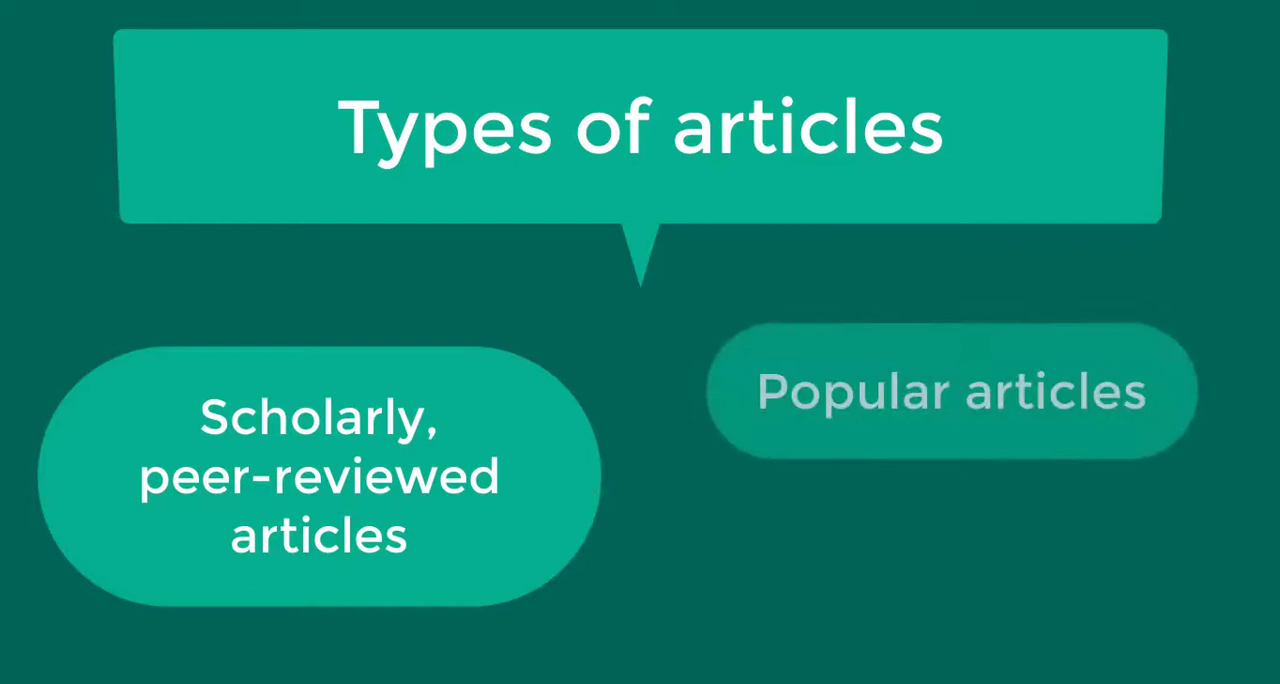 Types of articles
Scholarly,
peer-reviewed
articles
Popular articles